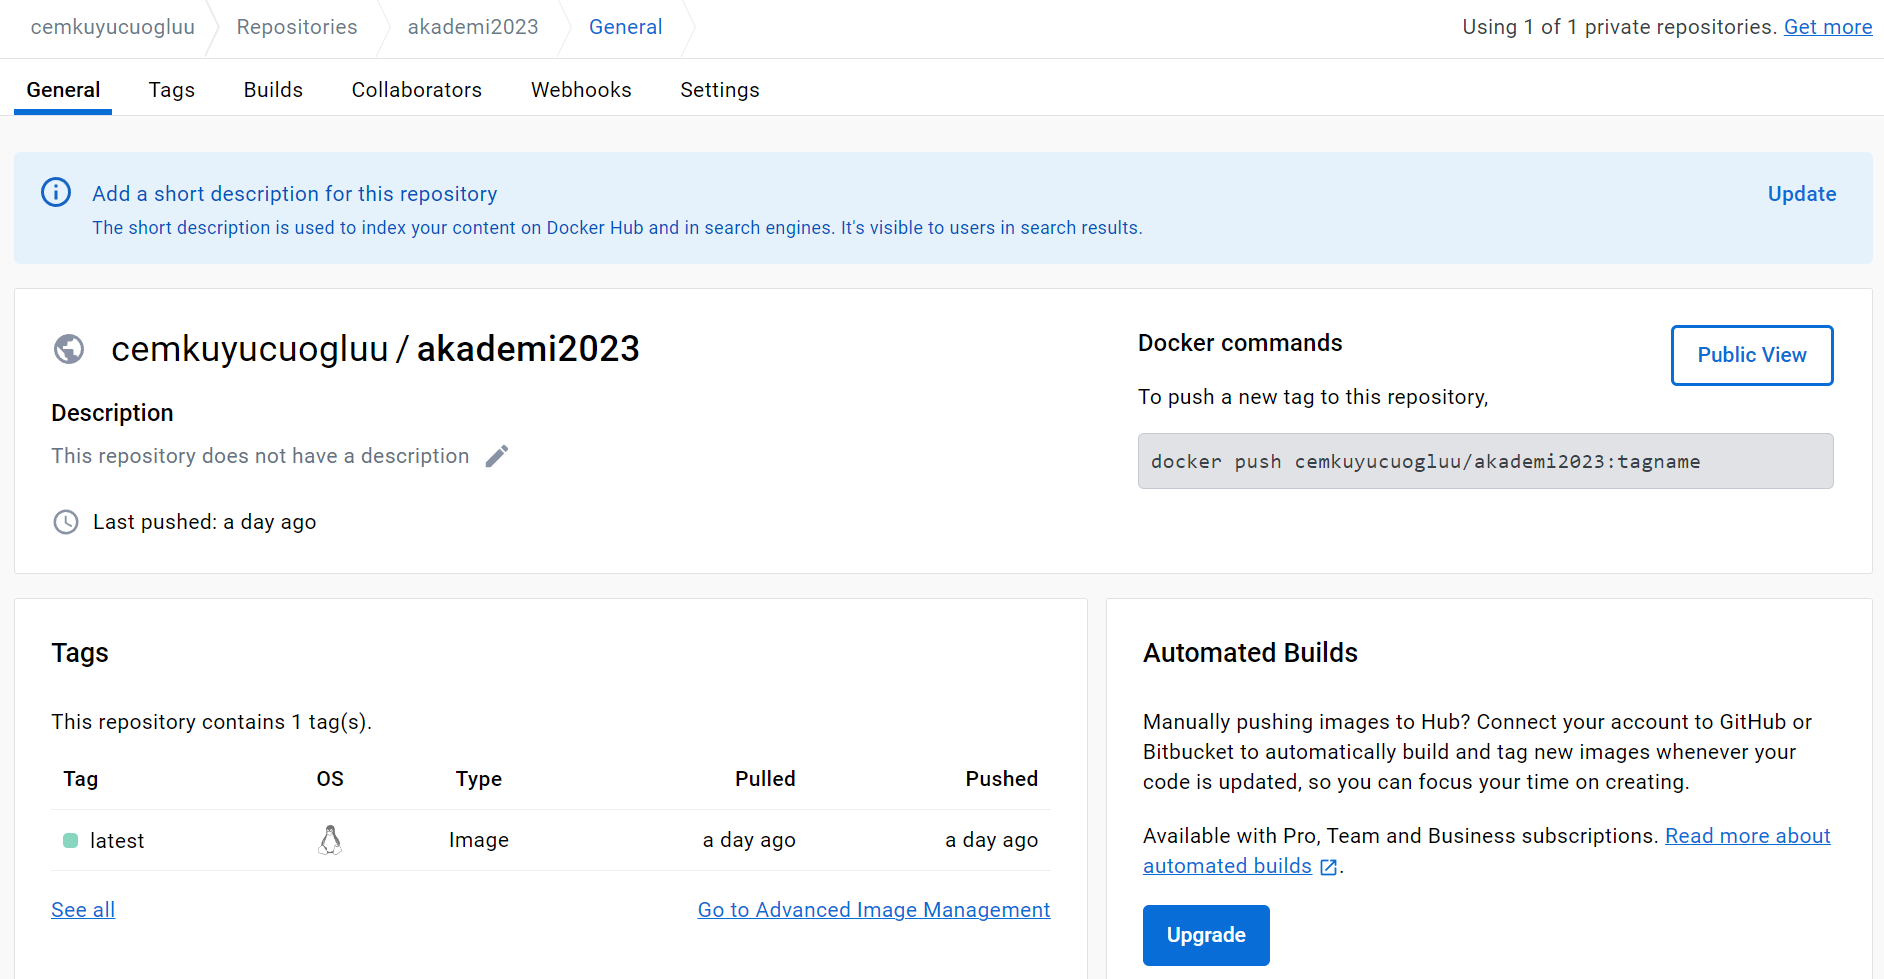 cemkuyucuogluu Repositories akademi2023 General Using 1 of 1 private repositories. Get more
General Tags Builds Collaborators Webhooks Settings
Add a short description for this repository
Update
The short description is used to index your content on Docker Hub and in search engines. It's visible to users in search results.
cemkuyucuogluu / akademi2023
Description
This repository does not have a description
Last pushed: a day ago
Docker commands
Public View
To push a new tag to this repository,
docker push cemkuyucuogluu/akademi2023:tagname
Tags
This repository contains 1 tag(s).
Tag OS Type Pulled Pushed
latest Image a day ago a day ago
See all Go to Advanced Image Management
Automated Builds
Manually pushing images to Hub? Connect your account to GitHub or
Bitbucket to automatically build and tag new images whenever your
code is updated, so you can focus your time on creating.
Available with Pro, Team and Business subscriptions. Read more about
automated builds .
Upgrade